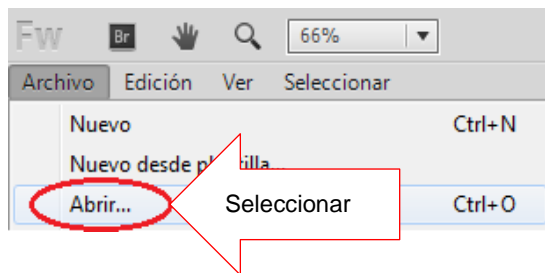 Fw Br 66%
Archivo Edición Ver Seleccionar
Nuevo Ctrl+N
Nuevo desde
Abrir... Ctrl+O
Seleccionar